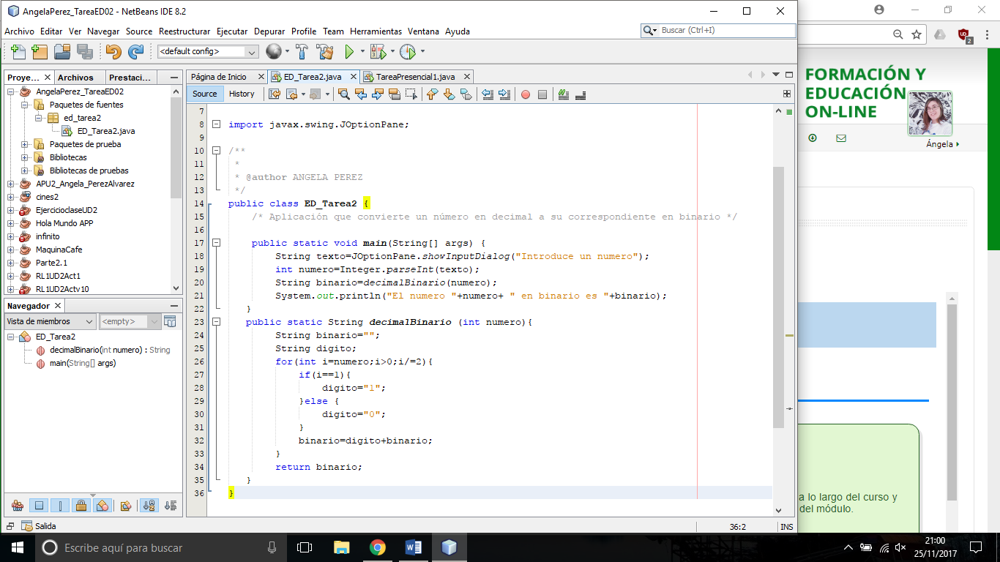 AngelaPerez_TareaED02 - NetBeans IDE 8.2
Archivo Editar Ver Navegar Source Reestructurar Ejecutar Depurar Profile Team Herramientas Ventana Ayuda
Buscar (Ctrl+I)
<default config>
Proye... Archivos Prestaci...
AngelaPerez_TareaED02
Paquetes de fuentes
ed_tarea2
ED_Tarea2.java
Paquetes de prueba
Bibliotecas
Bibliotecas de pruebas
APU2_Angela_PerezAlvarez
cines2
EjercicioclaseUD2
Hola Mundo APP
infinito
MaquinaCafe
Parte2.1
RL1UD2Act1
RL1UD2Actv10
Navegador
Vista de miembros <empty>
ED_Tarea2
decimalBinario(int numero) : String
main(String[] args)
Página de Inicio ED_Tarea2.java TareaPresencial1.java
Source History
7
8 import javax.swing.JOptionPane;
9
10 /**
11 *
12 * @author ANGELA PEREZ
13 */
14 public class ED_Tarea2 {
15 /* Aplicación que convierte un número en decimal a su correspondiente en binario */
16
17 public static void main(String[] args) {
18 String texto=JOptionPane.showInputDialog("Introduce un numero");
19 int numero=Integer.parseInt(texto);
20 String binario=decimalBinario(numero);
21 System.out.println("El numero "+numero+ " en binario es "+binario);
22 }
23 public static String decimalBinario (int numero){
24 String binario="";
25 String digito;
26 for(int i=numero;i>0;i/=2){
27 if(i==1){
28 digito="1";
29 }else {
30 digito="0";
31 }
32 binario=digito+binario;
33 }
34 return binario;
35 }
36 }
Salida
36:2 INS
2
FORMACIÓN Y
EDUCACIÓN
ON-LINE
Ángela
a lo largo del curso y
del módulo.
Escribe aquí para buscar
21:00
25/11/2017